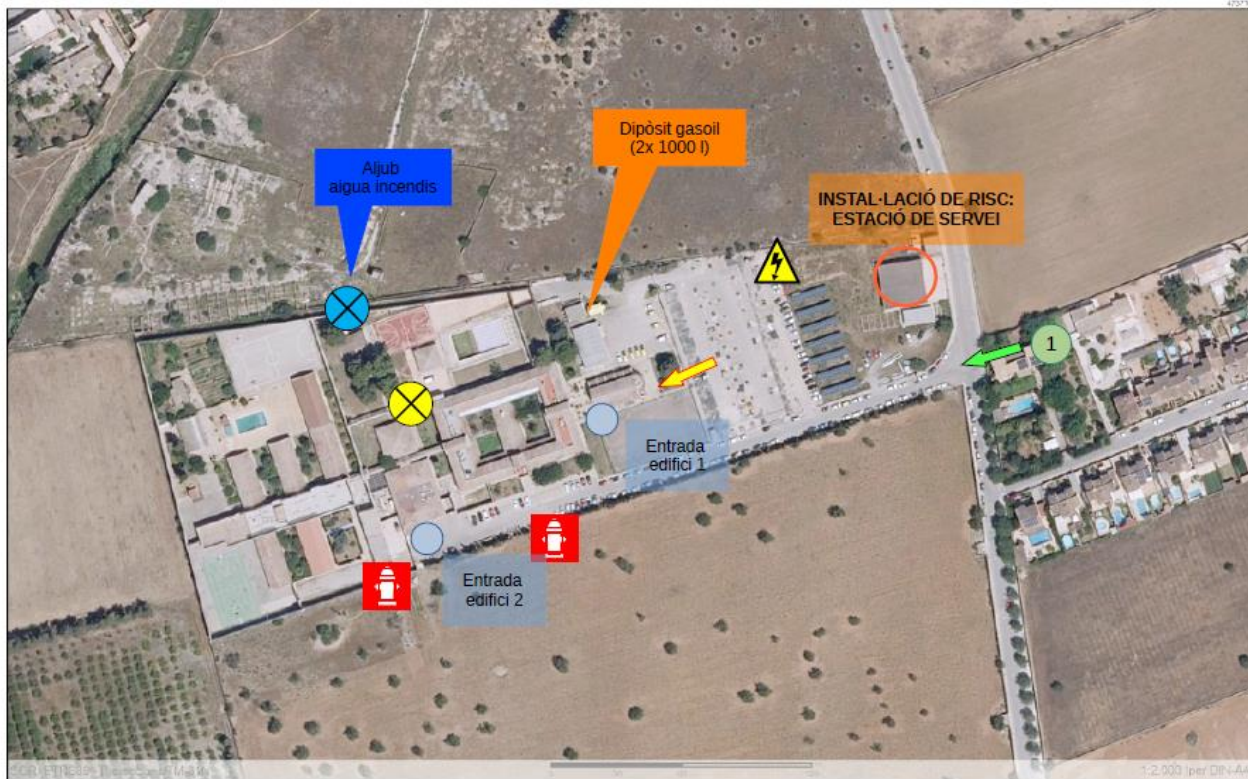 Dipòsit gasoil
(2x 1000 l)
Aljub
aigua incendis
INSTAL·LACIÓ DE RISC:
ESTACIÓ DE SERVEI
1
Entrada
edifici 1
Entrada
edifici 2
1:2.000 (per DIN-A4